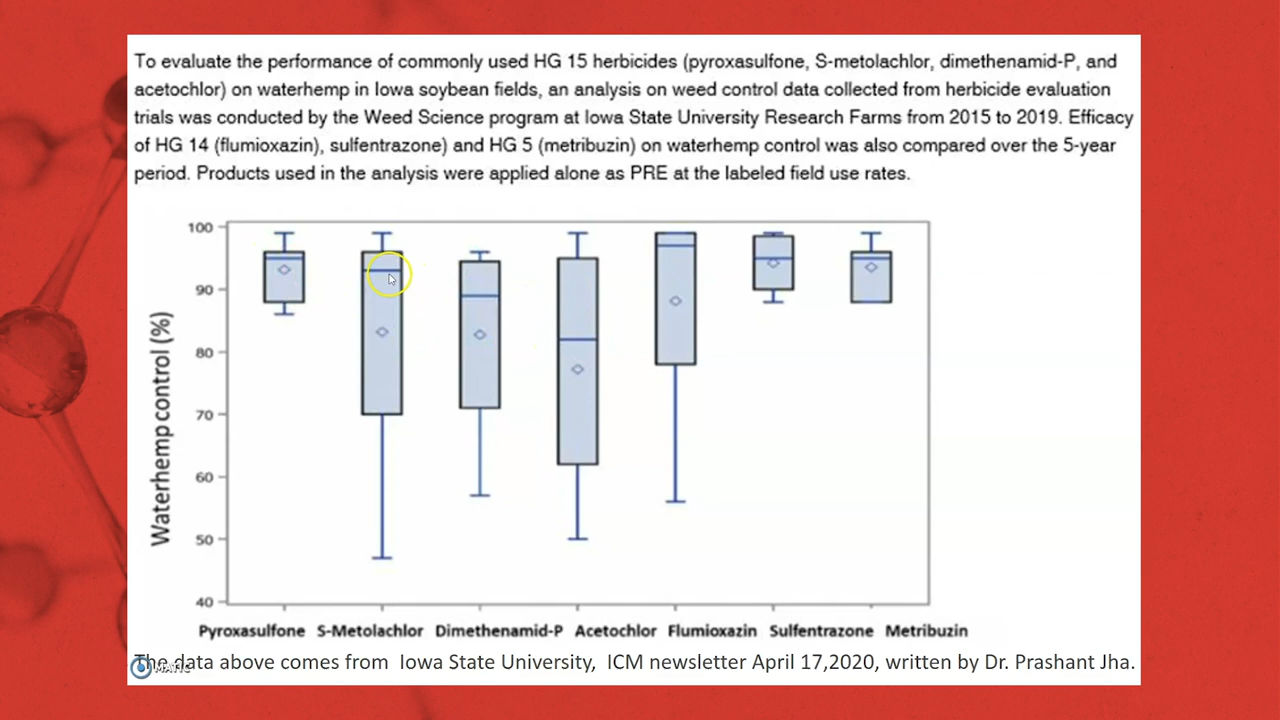 To evaluate the performance of commonly used HG 15 herbicides (pyroxasulfone, S-metolachlor, dimethenamid-P, and
acetochlor) on waterhemp in Iowa soybean fields, an analysis on weed control data collected from herbicide evaluation
trials was conducted by the Weed Science program at Iowa State University Research Farms from 2015 to 2019. Efficacy
of HG 14 (flumioxazin), sulfentrazone) and HG 5 (metribuzin) on waterhemp control was also compared over the 5-year
period. Products used in the analysis were applied alone as PRE at the labeled field use rates.
Waterhemp control (%)
100
90
80
70
60
50
40
Pyroxasulfone S-Metolachlor Dimethenamid-P Acetochlor Flumioxazin Sulfentrazone Metribuzin
The data above comes from Iowa State University, ICM newsletter April 17,2020, written by Dr. Prashant Jha.